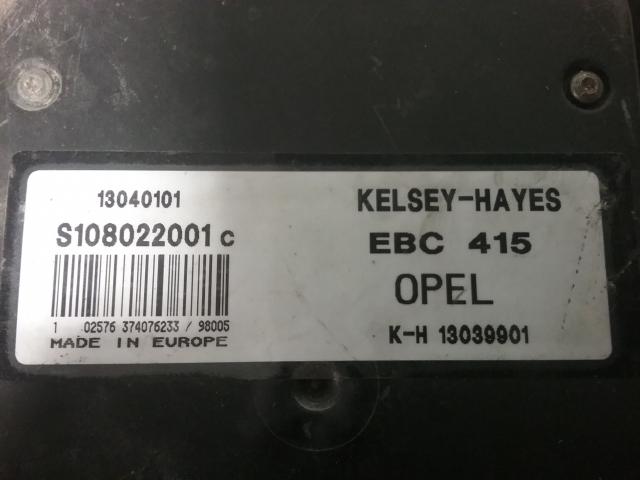 13040101
S108022001 C
1 02576 374076233 / 98005
MADE IN EUROPE
KELSEY-HAYES
EBC 415
OPEL
K-H 13039901